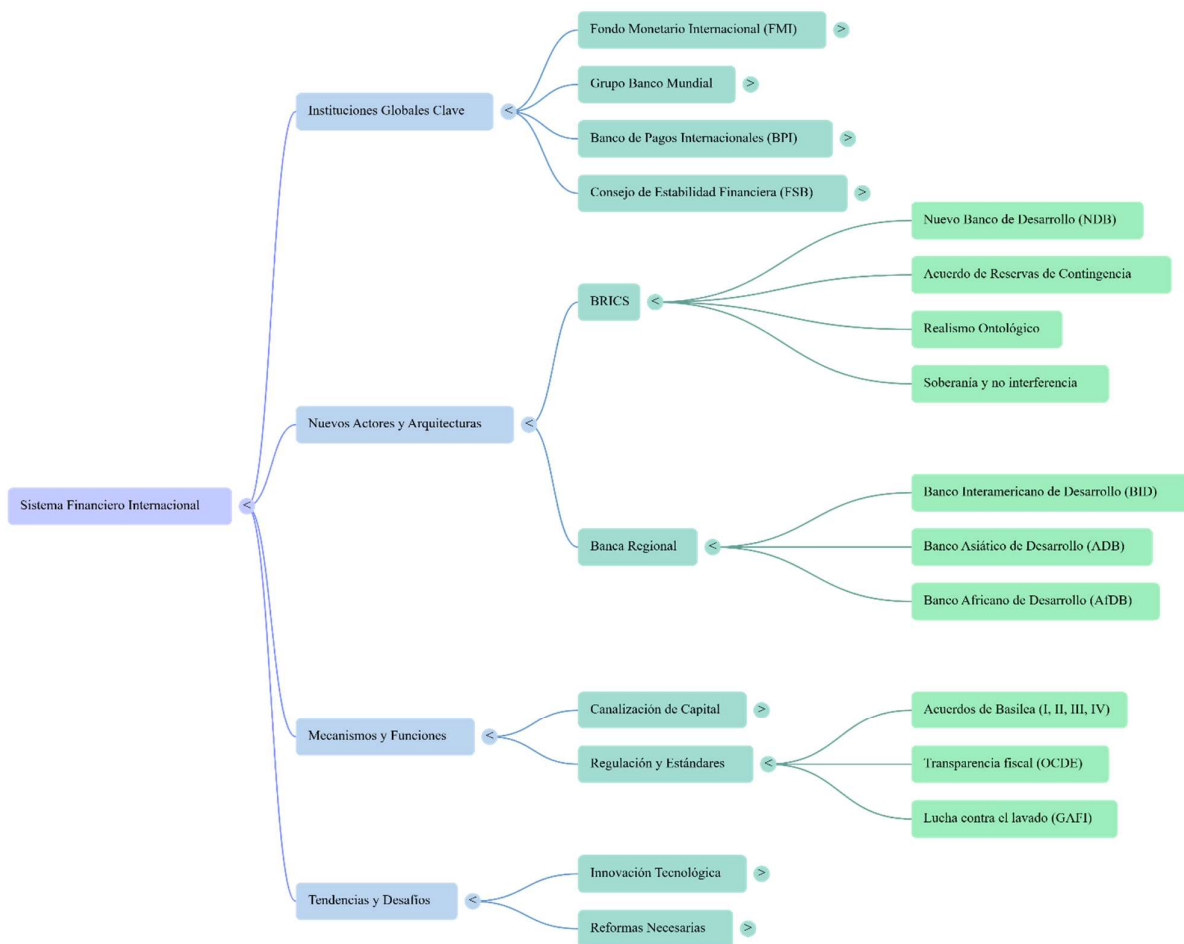 Fondo Monetario Internacional (FMI) >
Grupo Banco Mundial >
Instituciones Globales Clave <
Banco de Pagos Internacionales (BPI) >
Consejo de Estabilidad Financiera (FSB) >
Nuevo Banco de Desarrollo (NDB)
Acuerdo de Reservas de Contingencia
BRICS <
Realismo Ontológico
Soberanía y no interferencia
Nuevos Actores y Arquitecturas <
Banco Interamericano de Desarrollo (BID)
Sistema Financiero Internacional <
Banca Regional <
Banco Asiático de Desarrollo (ADB)
Banco Africano de Desarrollo (AfDB)
Canalización de Capital >
Acuerdos de Basilea (I, II, III, IV)
Mecanismos y Funciones <
Regulación y Estándares <
Transparencia fiscal (OCDE)
Lucha contra el lavado (GAFI)
Innovación Tecnológica >
Tendencias y Desafíos <
Reformas Necesarias >